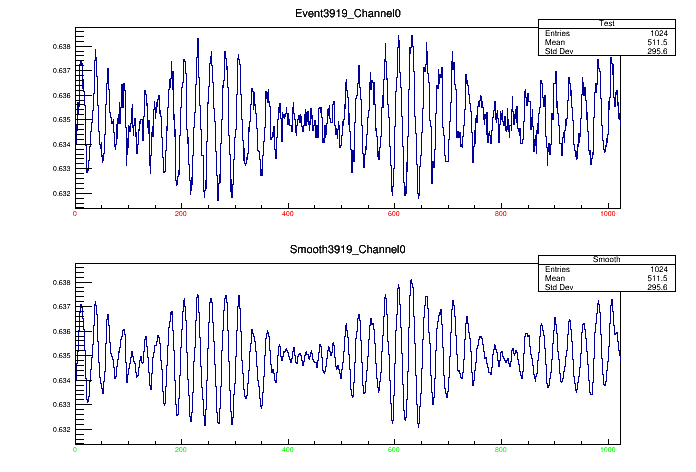 Event3919_Channel0
Test
Entries 1024
Mean 511.5
Std Dev 295.6
0.638
0.637
0.636
0.635
0.634
0.633
0.632
0 200 400 600 800 1000
Smooth3919_Channel0
Smooth
Entries 1024
Mean 511.5
Std Dev 295.6
0.638
0.637
0.636
0.635
0.634
0.633
0.632
0 200 400 600 800 1000